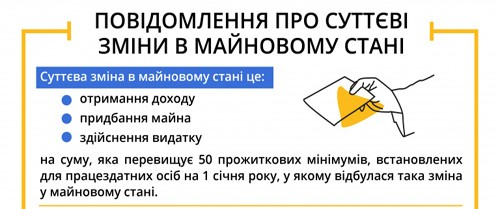 ПОВІДОМЛЕННЯ ПРО СУТТЄВІ
ЗМІНИ В МАЙНОВОМУ СТАНІ
Суттєва зміна в майновому стані це:
отримання доходу
придбання майна
здійснення видатку
на суму, яка перевищує 50 прожиткових мінімумів, встановлених
для працездатних осіб на 1 січня року, у якому відбулася така зміна
у майновому стані.